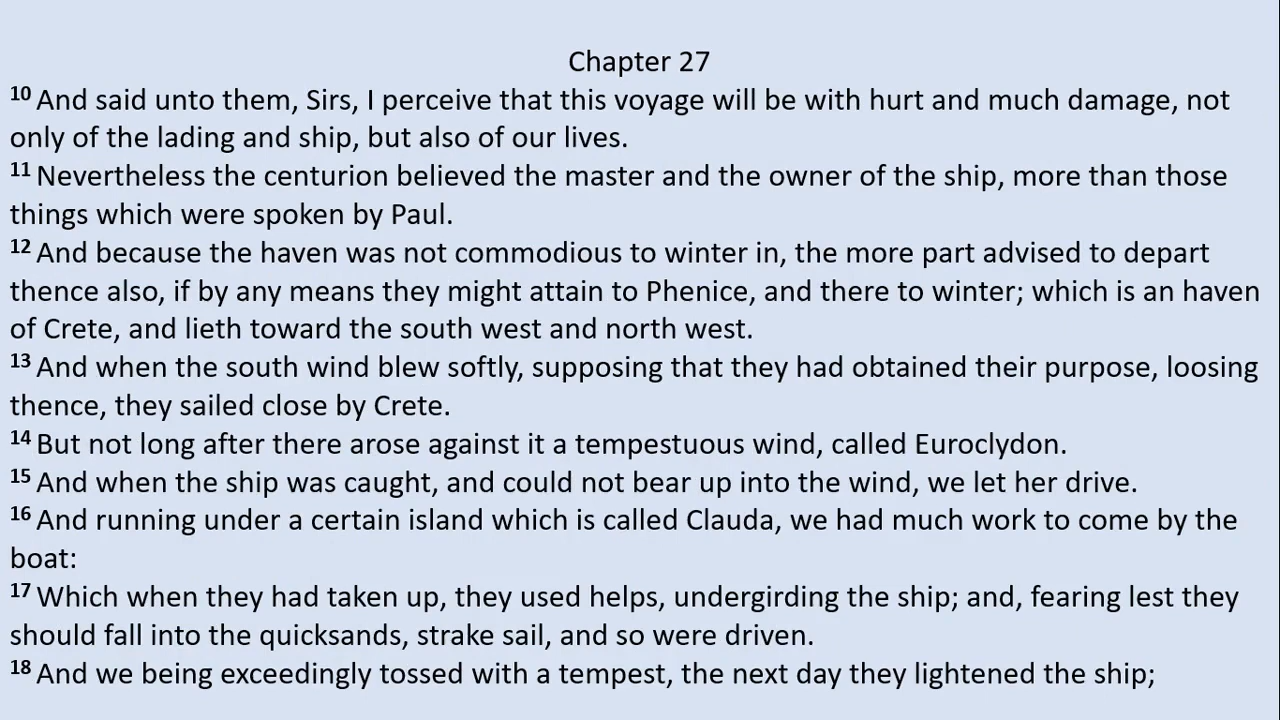 Chapter 27
10 And said unto them, Sirs, I perceive that this voyage will be with hurt and much damage, not
only of the lading and ship, but also of our lives.
11 Nevertheless the centurion believed the master and the owner of the ship, more than those
things which were spoken by Paul.
12 And because the haven was not commodious to winter in, the more part advised to depart
thence also, if by any means they might attain to Phenice, and there to winter; which is an haven
of Crete, and lieth toward the south west and north west.
13 And when the south wind blew softly, supposing that they had obtained their purpose, loosing
thence, they sailed close by Crete.
14 But not long after there arose against it a tempestuous wind, called Euroclydon.
15 And when the ship was caught, and could not bear up into the wind, we let her drive.
16 And running under a certain island which is called Clauda, we had much work to come by the
boat:
17 Which when they had taken up, they used helps, undergirding the ship; and, fearing lest they
should fall into the quicksands, strake sail, and so were driven.
18 And we being exceedingly tossed with a tempest, the next day they lightened the ship;